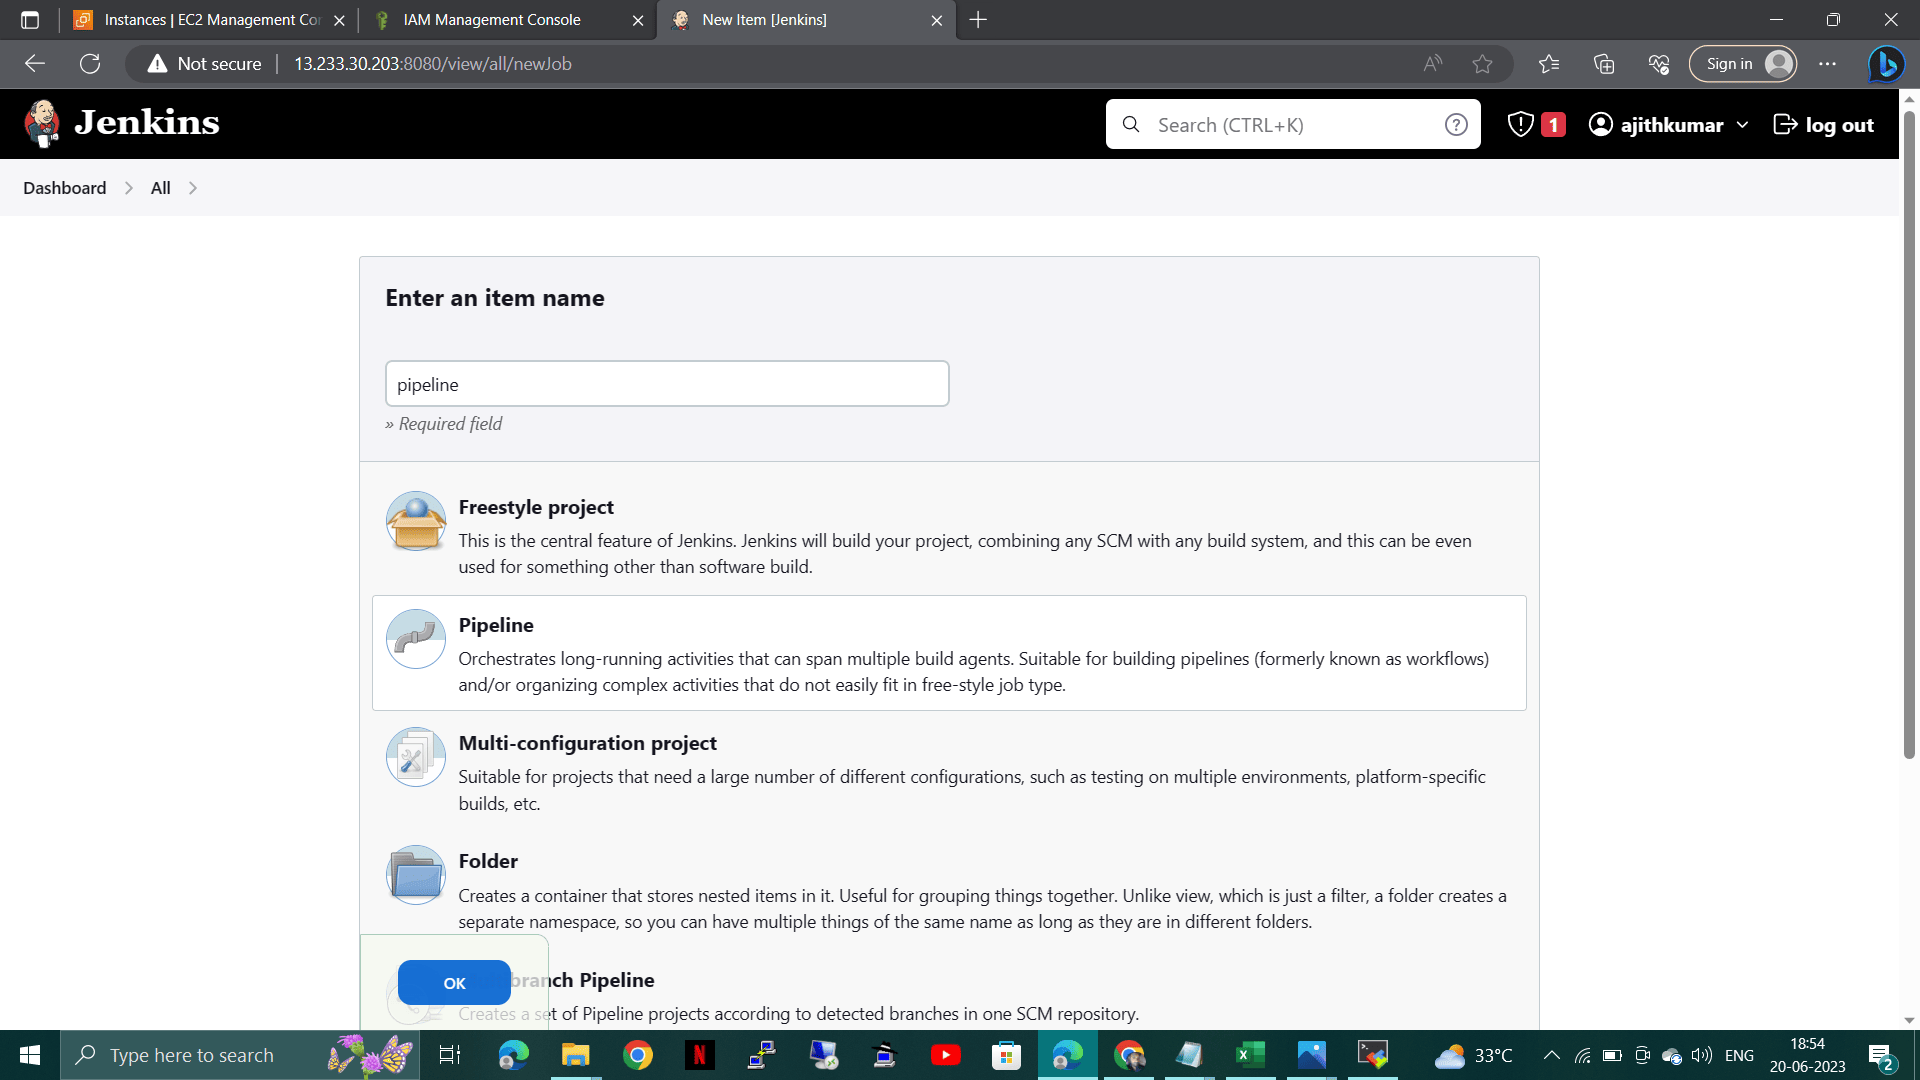 Instances | EC2 Management Co
IAM Management Console
New Item [Jenkins]
Not secure
13.233.30.203:8080/view/all/newJob
Sign in
Jenkins
Search (CTRL+K)
1
ajithkumar
log out
Dashboard
All
Enter an item name
pipeline
» Required field
Freestyle project
This is the central feature of Jenkins. Jenkins will build your project, combining any SCM with any build system, and this can be even
used for something other than software build.
Pipeline
Orchestrates long-running activities that can span multiple build agents. Suitable for building pipelines (formerly known as workflows)
and/or organizing complex activities that do not easily fit in free-style job type.
Multi-configuration project
Suitable for projects that need a large number of different configurations, such as testing on multiple environments, platform-specific
builds, etc.
Folder
Creates a container that stores nested items in it. Useful for grouping things together. Unlike view, which is just a filter, a folder creates a
separate namespace, so you can have multiple things of the same name as long as they are in different folders.
OK
branch Pipeline
Creates a set of Pipeline projects according to detected branches in one SCM repository.
Type here to search
33°C
ENG
18:54
20-06-2023
2